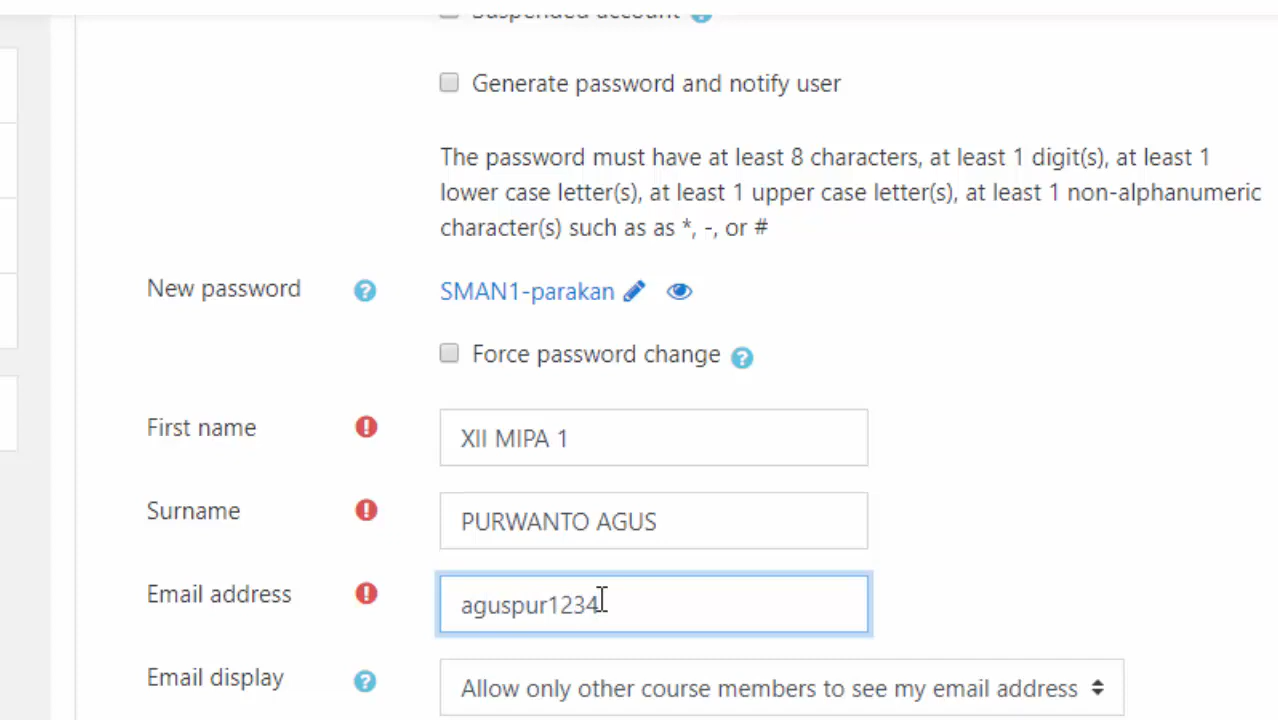 Suspended account
Generate password and notify user
The password must have at least 8 characters, at least 1 digit(s), at least 1
lower case letter(s), at least 1 upper case letter(s), at least 1 non-alphanumeric
character(s) such as as *, -, or #
New password SMAN1-parakan
Force password change
First name XII MIPA 1
Surname PURWANTO AGUS
Email address aguspur1234
Email display Allow only other course members to see my email address